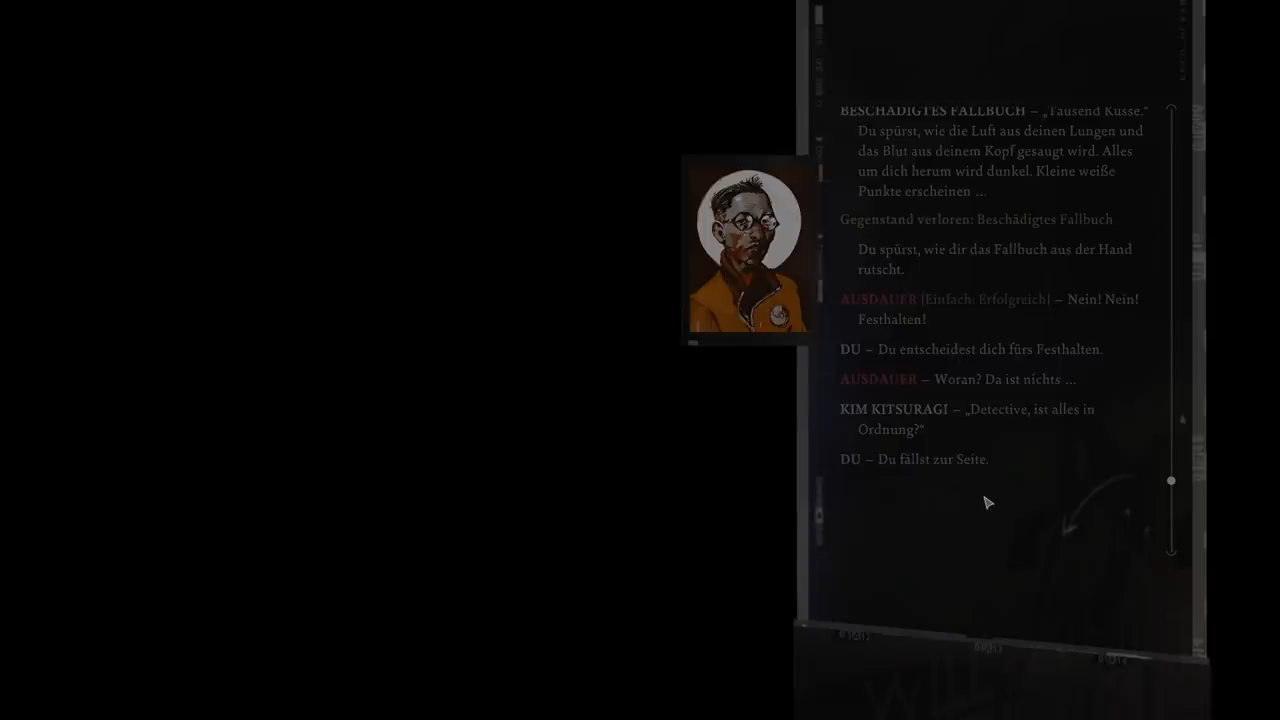 BESCHÄDIGTES FALLBUCH – „Tausend Küsse.“
Du spürst, wie die Luft aus deinen Lungen und
das Blut aus deinem Kopf gesaugt wird. Alles
um dich herum wird dunkel. Kleine weiße
Punkte erscheinen ...
Gegenstand verloren: Beschädigtes Fallbuch
Du spürst, wie dir das Fallbuch aus der Hand
rutscht.
AUSDAUER [Einfach: Erfolgreich] – Nein! Nein!
Festhalten!
DU – Du entscheidest dich fürs Festhalten.
AUSDAUER – Woran? Da ist nichts ...
KIM KITSURAGI – „Detective, ist alles in
Ordnung?“
DU – Du fällst zur Seite.